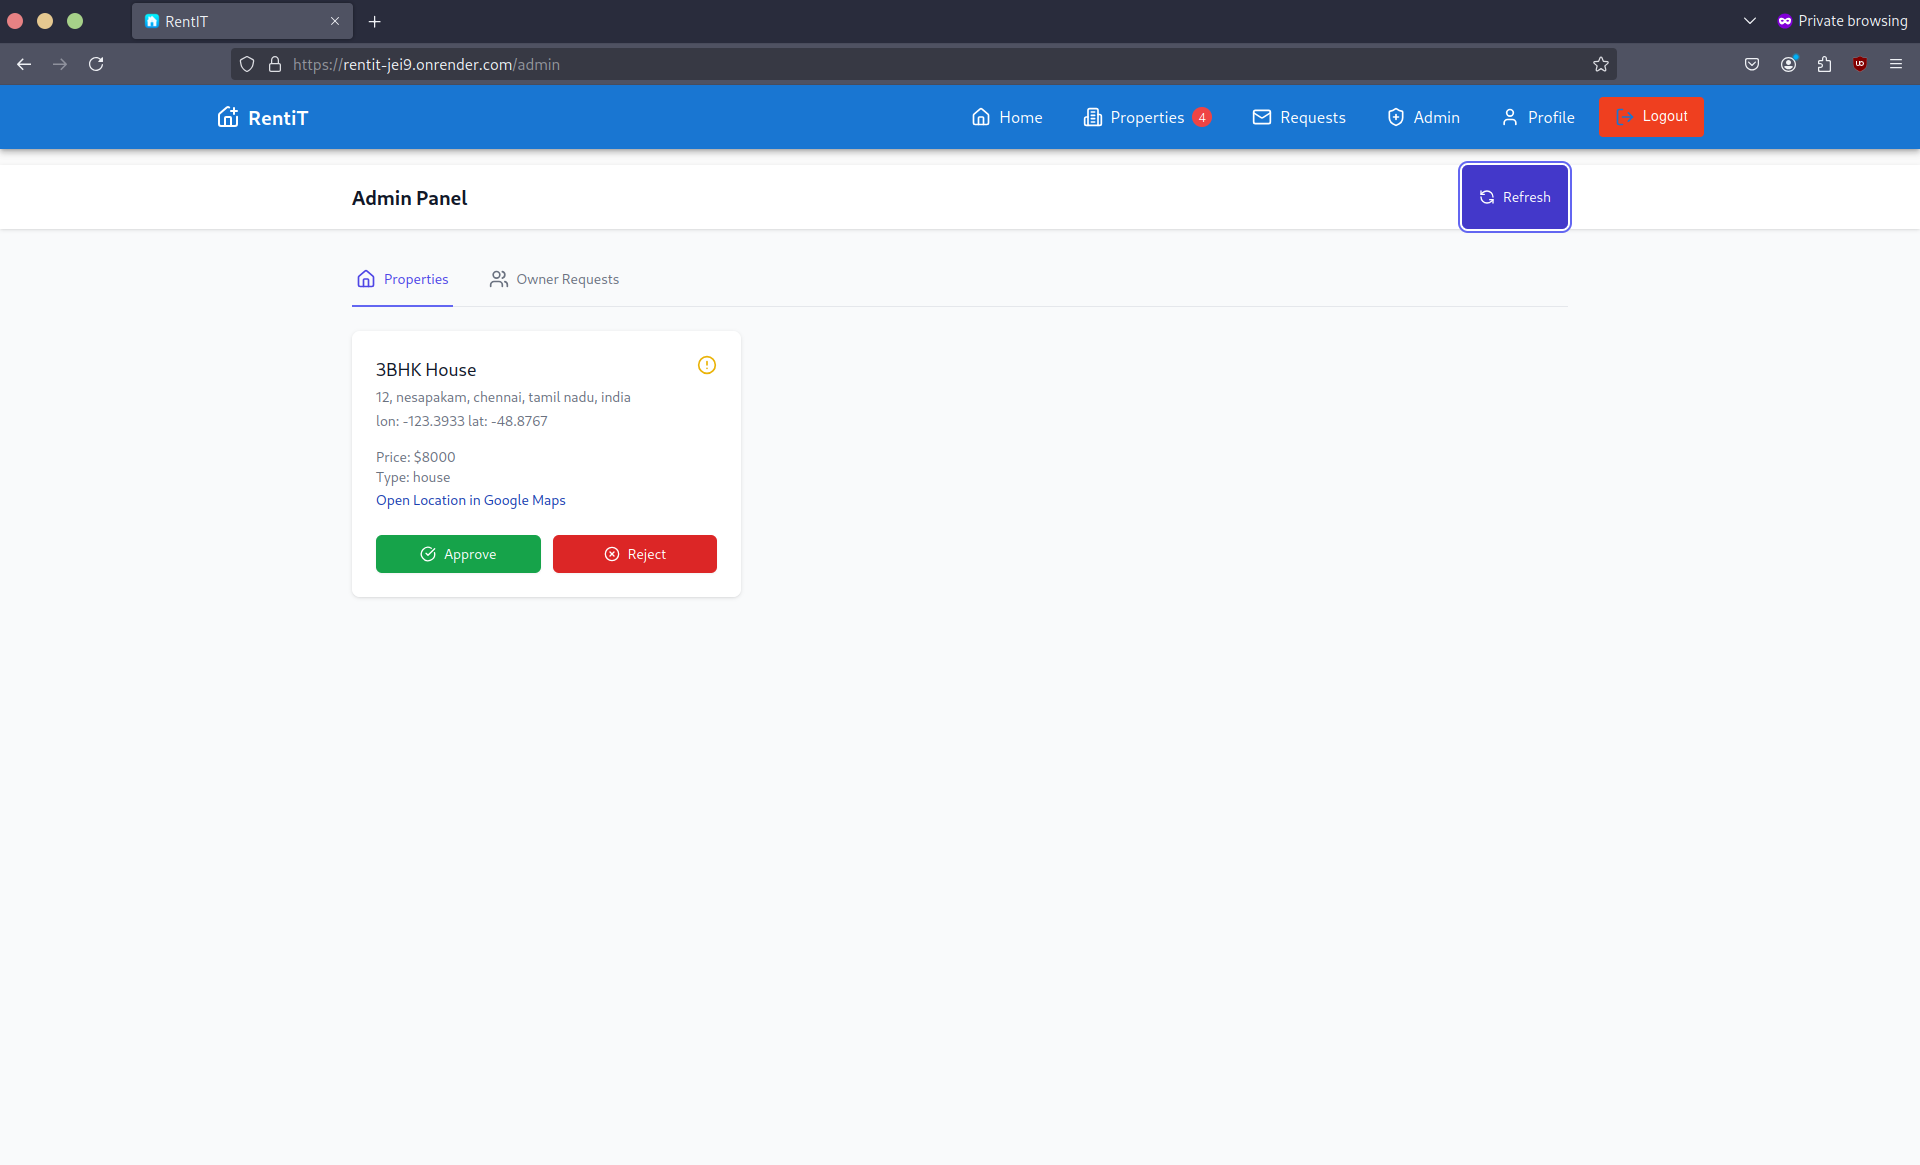 RentIT
Private browsing
https://rentit-jei9.onrender.com/admin
RentiT
Home
Properties 4
Requests
Admin
Profile
Logout
Admin Panel
Refresh
Properties
Owner Requests
3BHK House
12, nesapakam, chennai, tamil nadu, india
lon: -123.3933 lat: -48.8767
Price: $8000
Type: house
Open Location in Google Maps
Approve
Reject